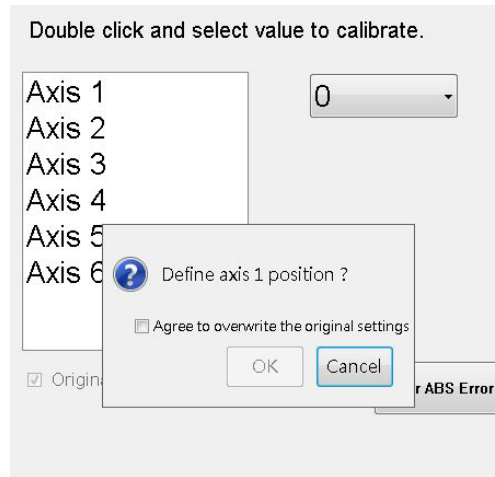 Double click and select value to calibrate.
Axis 1
0
Axis 2
Axis 3
Axis 4
Axis 5
Axis 6
Define axis 1 position ?
Agree to overwrite the original settings
OK
Cancel
ABS Error